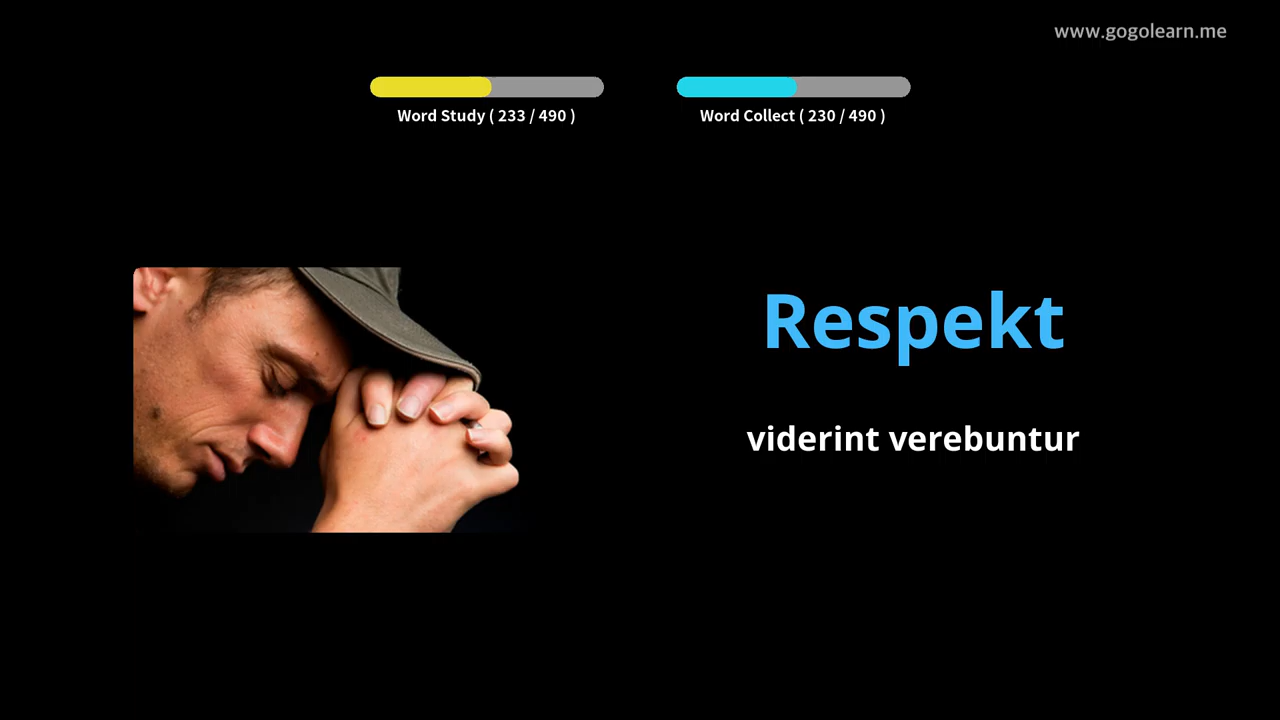 www.gogolearn.me
Word Study ( 233 / 490 )
Word Collect ( 230 / 490 )
Respekt
viderint verebuntur